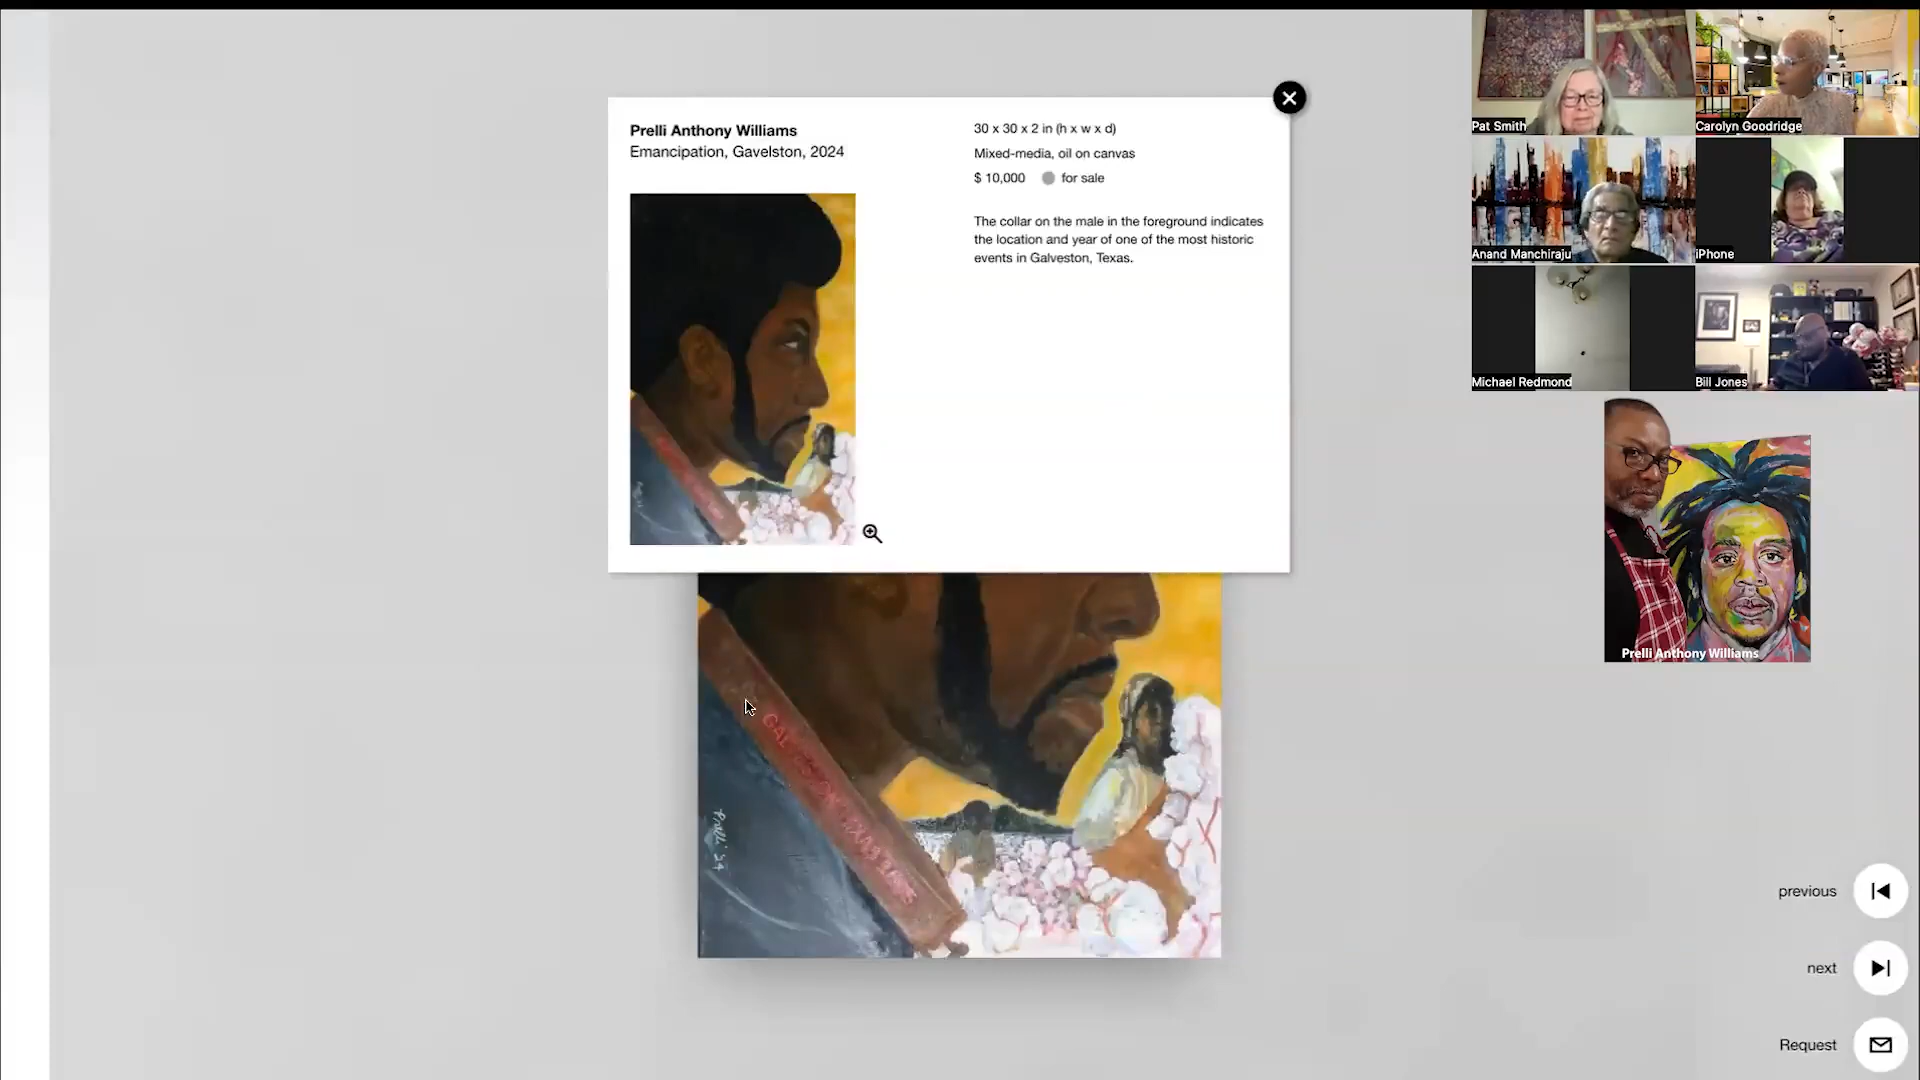 Prelli Anthony Williams
Emancipation, Gavelston, 2024
30 x 30 x 2 in (h x w x d)
Mixed-media, oil on canvas
$ 10,000 for sale
The collar on the male in the foreground indicates
the location and year of one of the most historic
events in Galveston, Texas.
Pat Smith
Carolyn Goodridge
Anand Manchiraju
iPhone
Michael Redmond
Bill Jones
Prelli Anthony Williams
Prelli '24
previous
next
Request